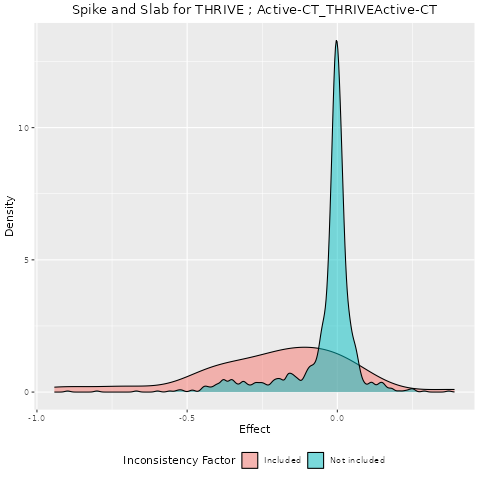 Spike and Slab for THRIVE ; Active-CT_THRIVEActive-CT
Density
10
5
0
-1.0 -0.5 0.0
Effect
Inconsistency Factor Included Not included